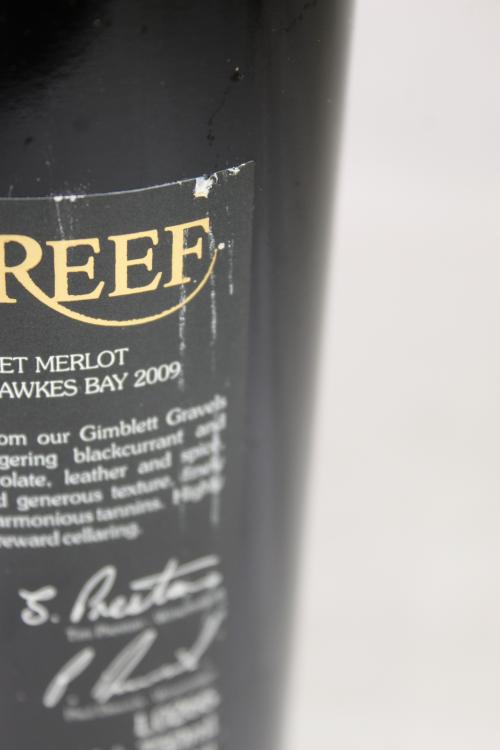 REEF
ET MERLOT
AWKES BAY 2009
om our Gimblett Gravels
gering blackcurrant and
olate, leather and spice,
d generous texture, finely
armonious tannins. Highly
reward cellaring.